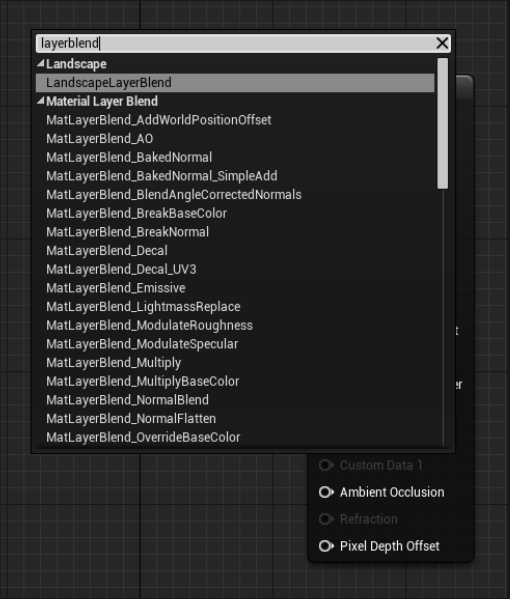 layerblend
Landscape
LandscapeLayerBlend
Material Layer Blend
MatLayerBlend_AddWorldPositionOffset
MatLayerBlend_AO
MatLayerBlend_BakedNormal
MatLayerBlend_BakedNormal_SimpleAdd
MatLayerBlend_BlendAngleCorrectedNormals
MatLayerBlend_BreakBaseColor
MatLayerBlend_BreakNormal
MatLayerBlend_Decal
MatLayerBlend_Decal_UV3
MatLayerBlend_Emissive
MatLayerBlend_LightmassReplace
MatLayerBlend_ModulateRoughness
MatLayerBlend_ModulateSpecular
MatLayerBlend_Multiply
MatLayerBlend_MultiplyBaseColor
MatLayerBlend_NormalBlend
MatLayerBlend_NormalFlatten
MatLayerBlend_OverrideBaseColor
Custom Data 1
Ambient Occlusion
Refraction
Pixel Depth Offset